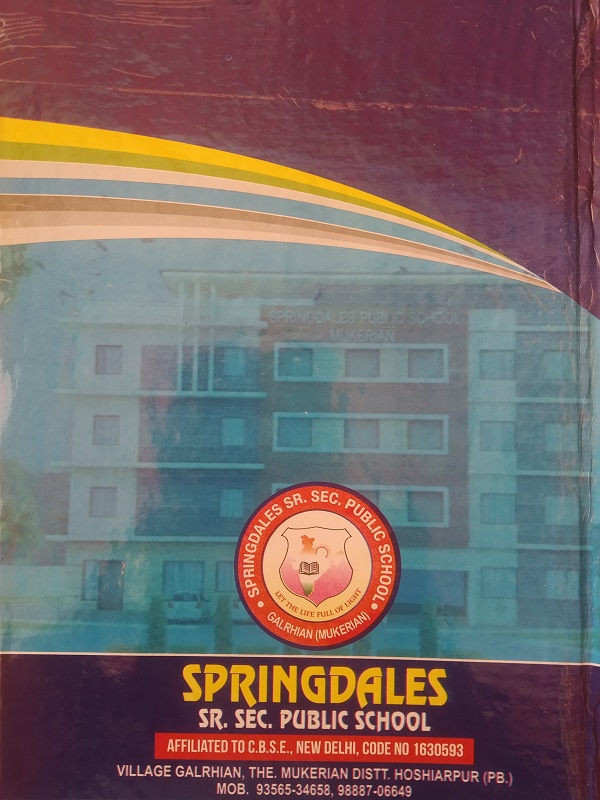 SPRINGDALES PUBLIC SCHOOL
MUKERIAN
SPRINGDALES SR. SEC. PUBLIC SCHOOL
LET THE LIFE FULL OF LIGHT
GALRHIAN (MUKERIAN)
SPRINGDALES
SR. SEC. PUBLIC SCHOOL
AFFILIATED TO C.B.S.E., NEW DELHI, CODE NO 1630593
VILLAGE GALRHIAN, THE. MUKERIAN DISTT. HOSHIARPUR (PB.)
MOB. 93565-34658, 98887-06649